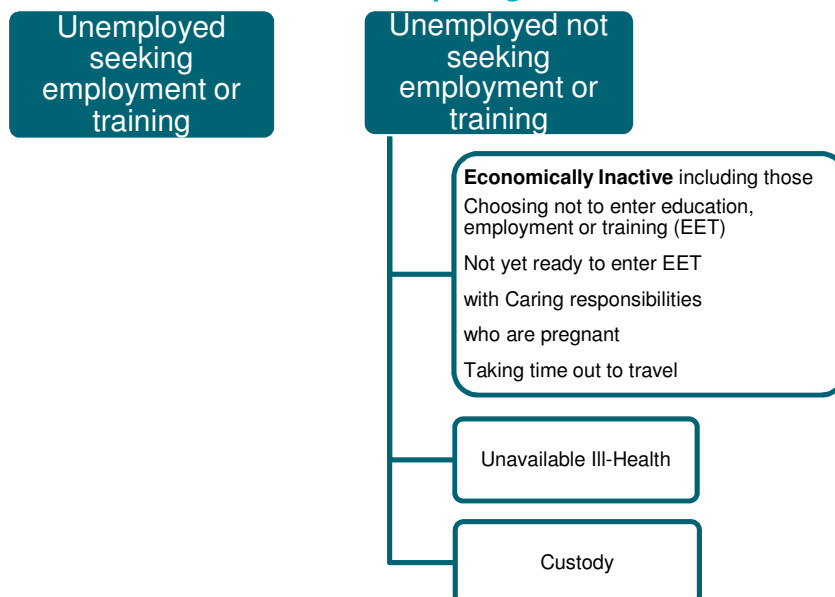 Unemployed
seeking
employment or
training
Unemployed not
seeking
employment or
training
Economically Inactive including those
Choosing not to enter education,
employment or training (EET)
Not yet ready to enter EET
with Caring responsibilities
who are pregnant
Taking time out to travel
Unavailable Ill-Health
Custody